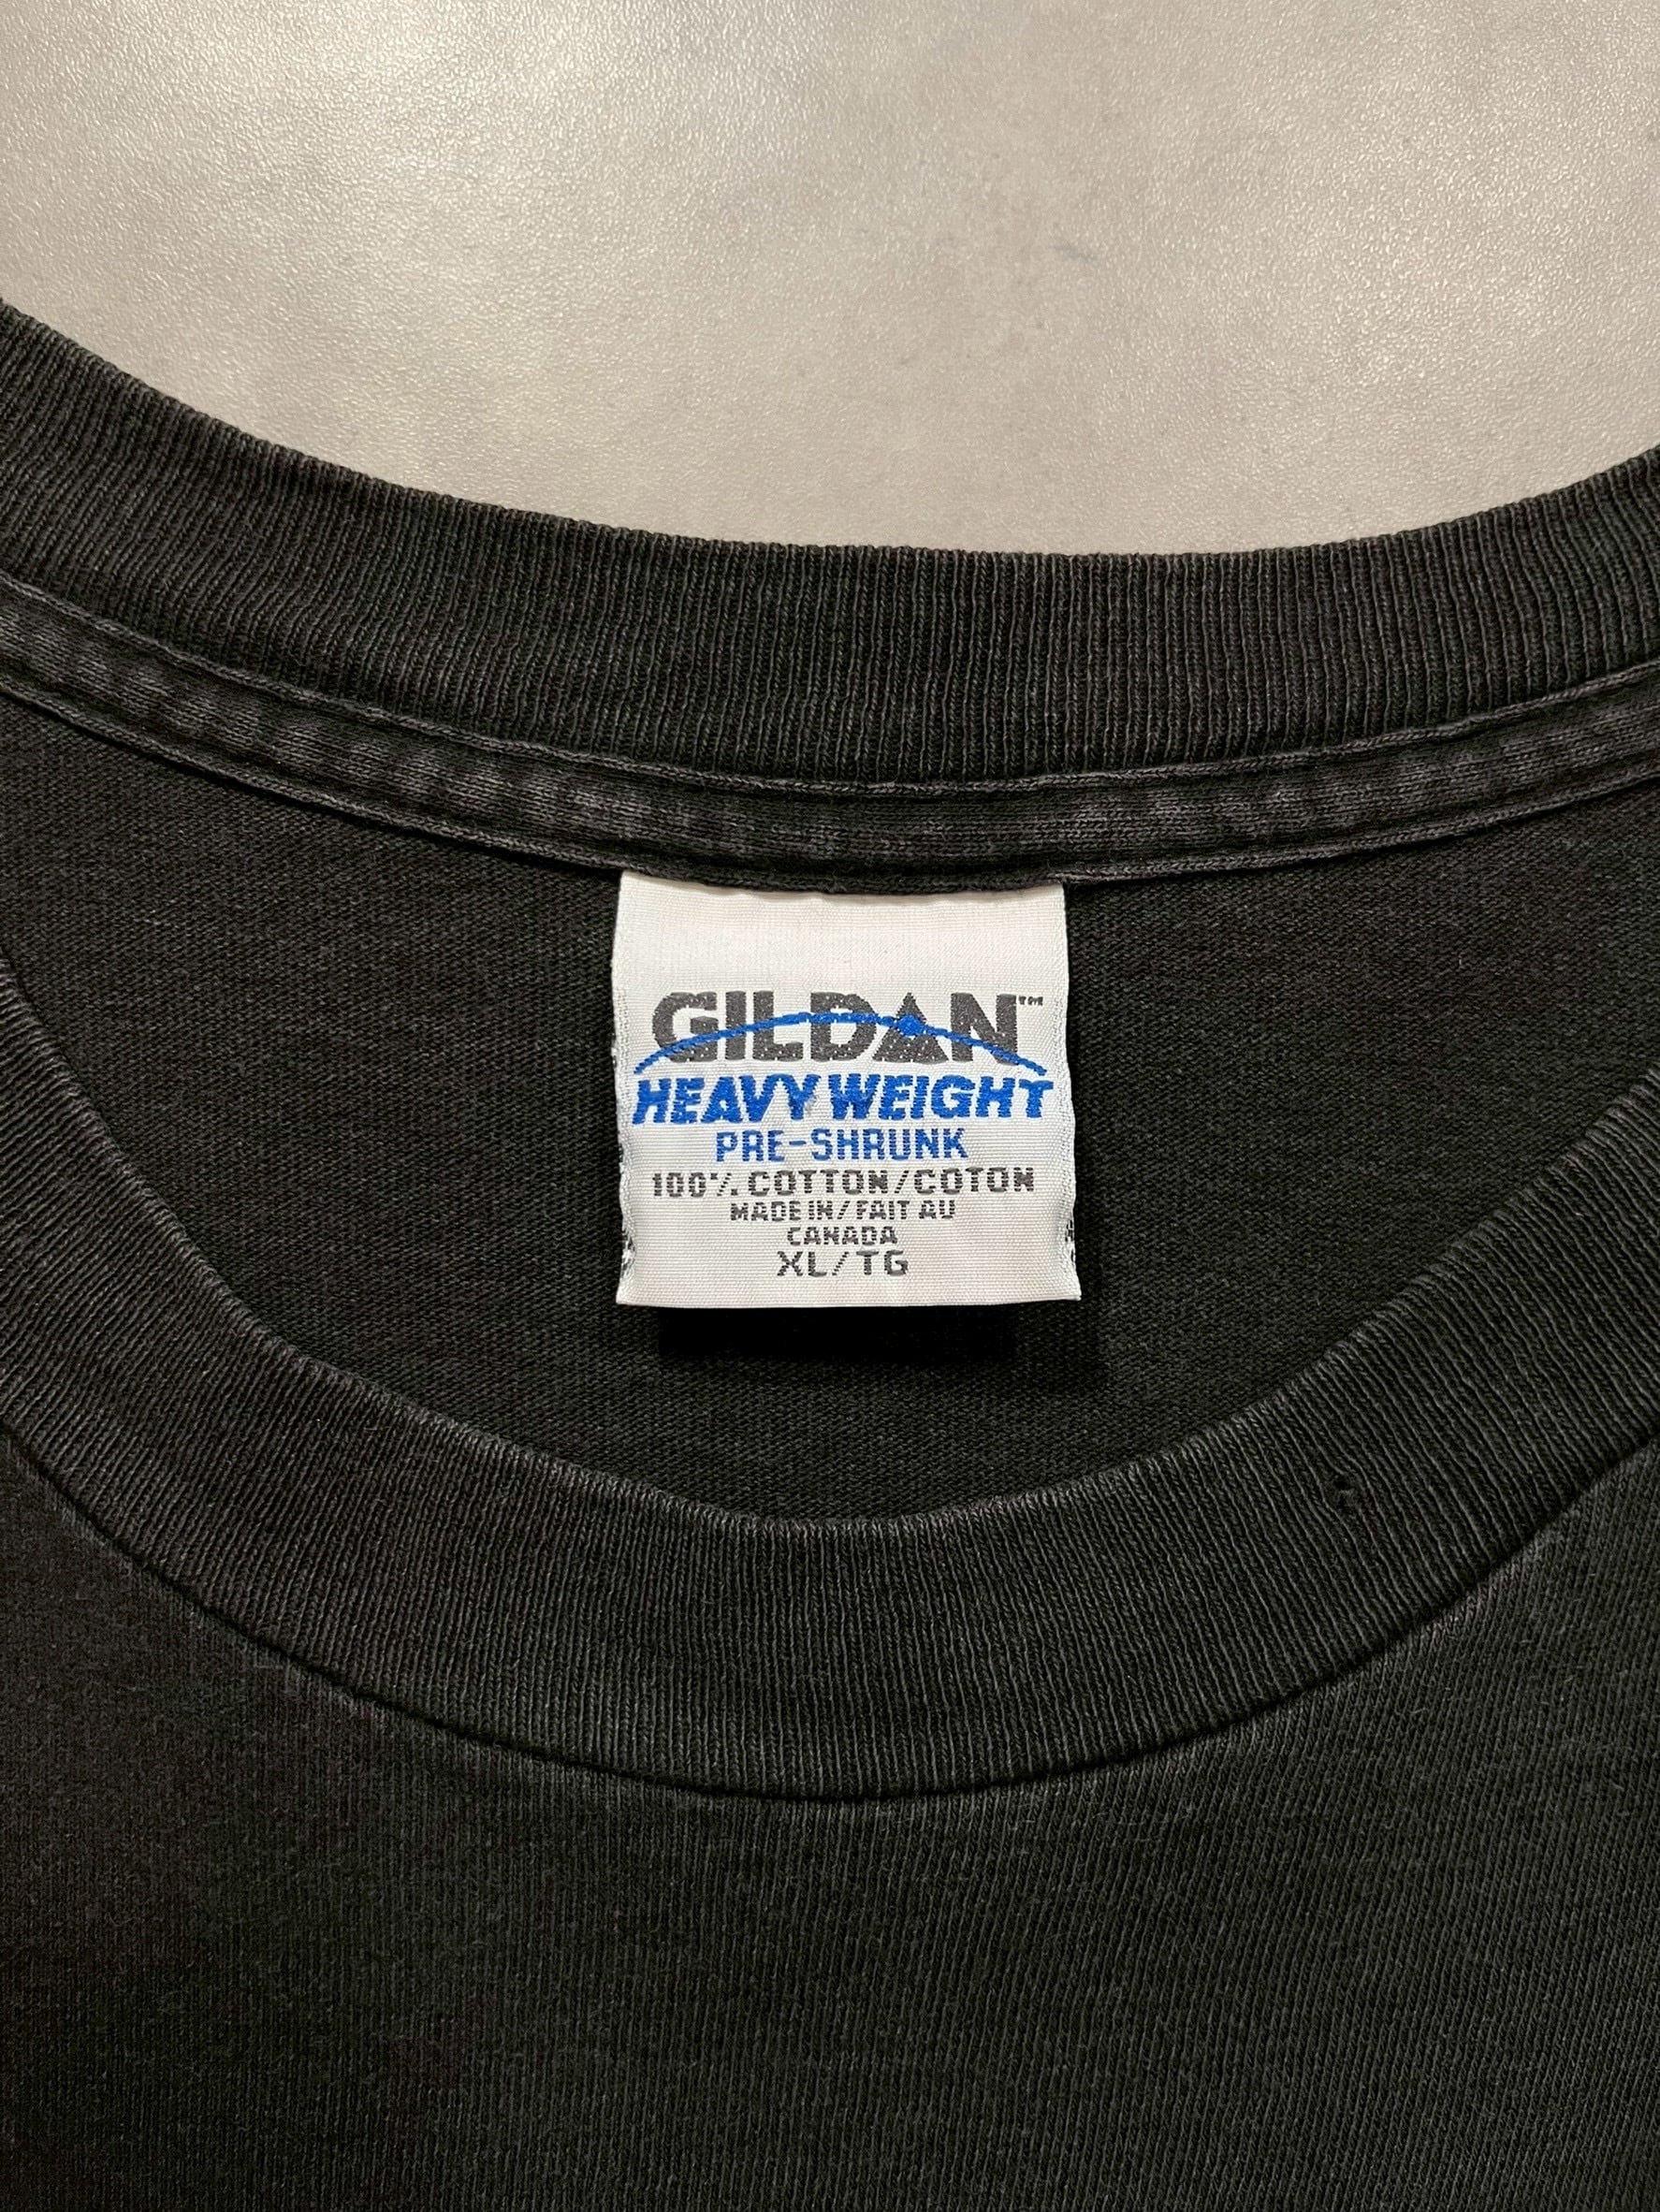 GILDAN™
HEAVY WEIGHT
PRE-SHRUNK
100% COTTON/COTON
MADE IN/FAIT AU
CANADA
XL/TG